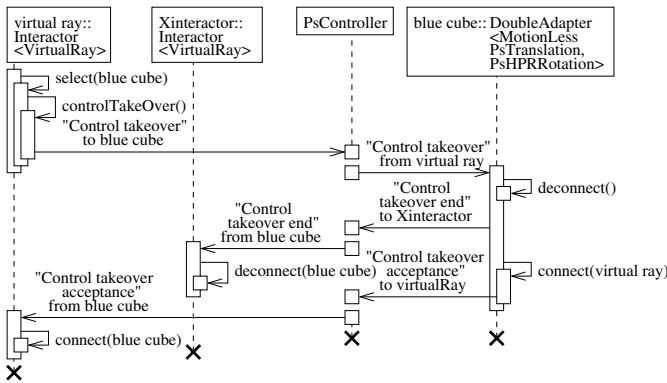 virtual ray::
Interactor
<VirtualRay>
Xinteractor::
Interactor
<VirtualRay>
PsController
blue cube:: DoubleAdapter
<MotionLess
PsTranslation,
PsHPRRotation>
select(blue cube)
controlTakeOver()
"Control takeover"
to blue cube
"Control takeover"
from virtual ray
deconnect()
"Control
takeover end"
to Xinteractor
"Control
takeover end"
from blue cube
deconnect(blue cube)
"Control takeover
acceptance"
to virtualRay
connect(virtual ray)
"Control takeover
acceptance"
from blue cube
connect(blue cube)